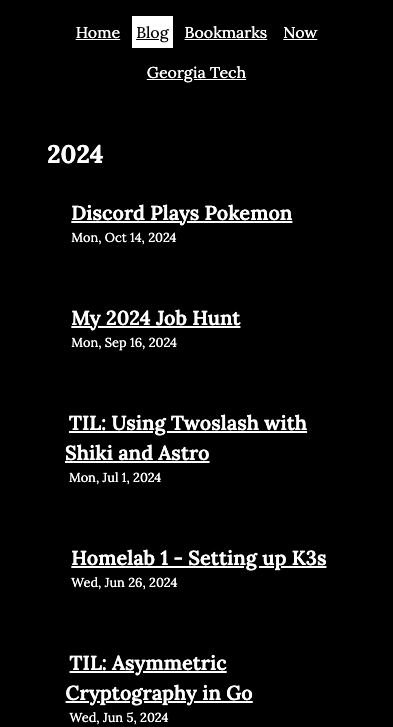 Home Blog Bookmarks Now
Georgia Tech
2024
Discord Plays Pokemon
Mon, Oct 14, 2024
My 2024 Job Hunt
Mon, Sep 16, 2024
TIL: Using Twoslash with
Shiki and Astro
Mon, Jul 1, 2024
Homelab 1 - Setting up K3s
Wed, Jun 26, 2024
TIL: Asymmetric
Cryptography in Go
Wed, Jun 5, 2024